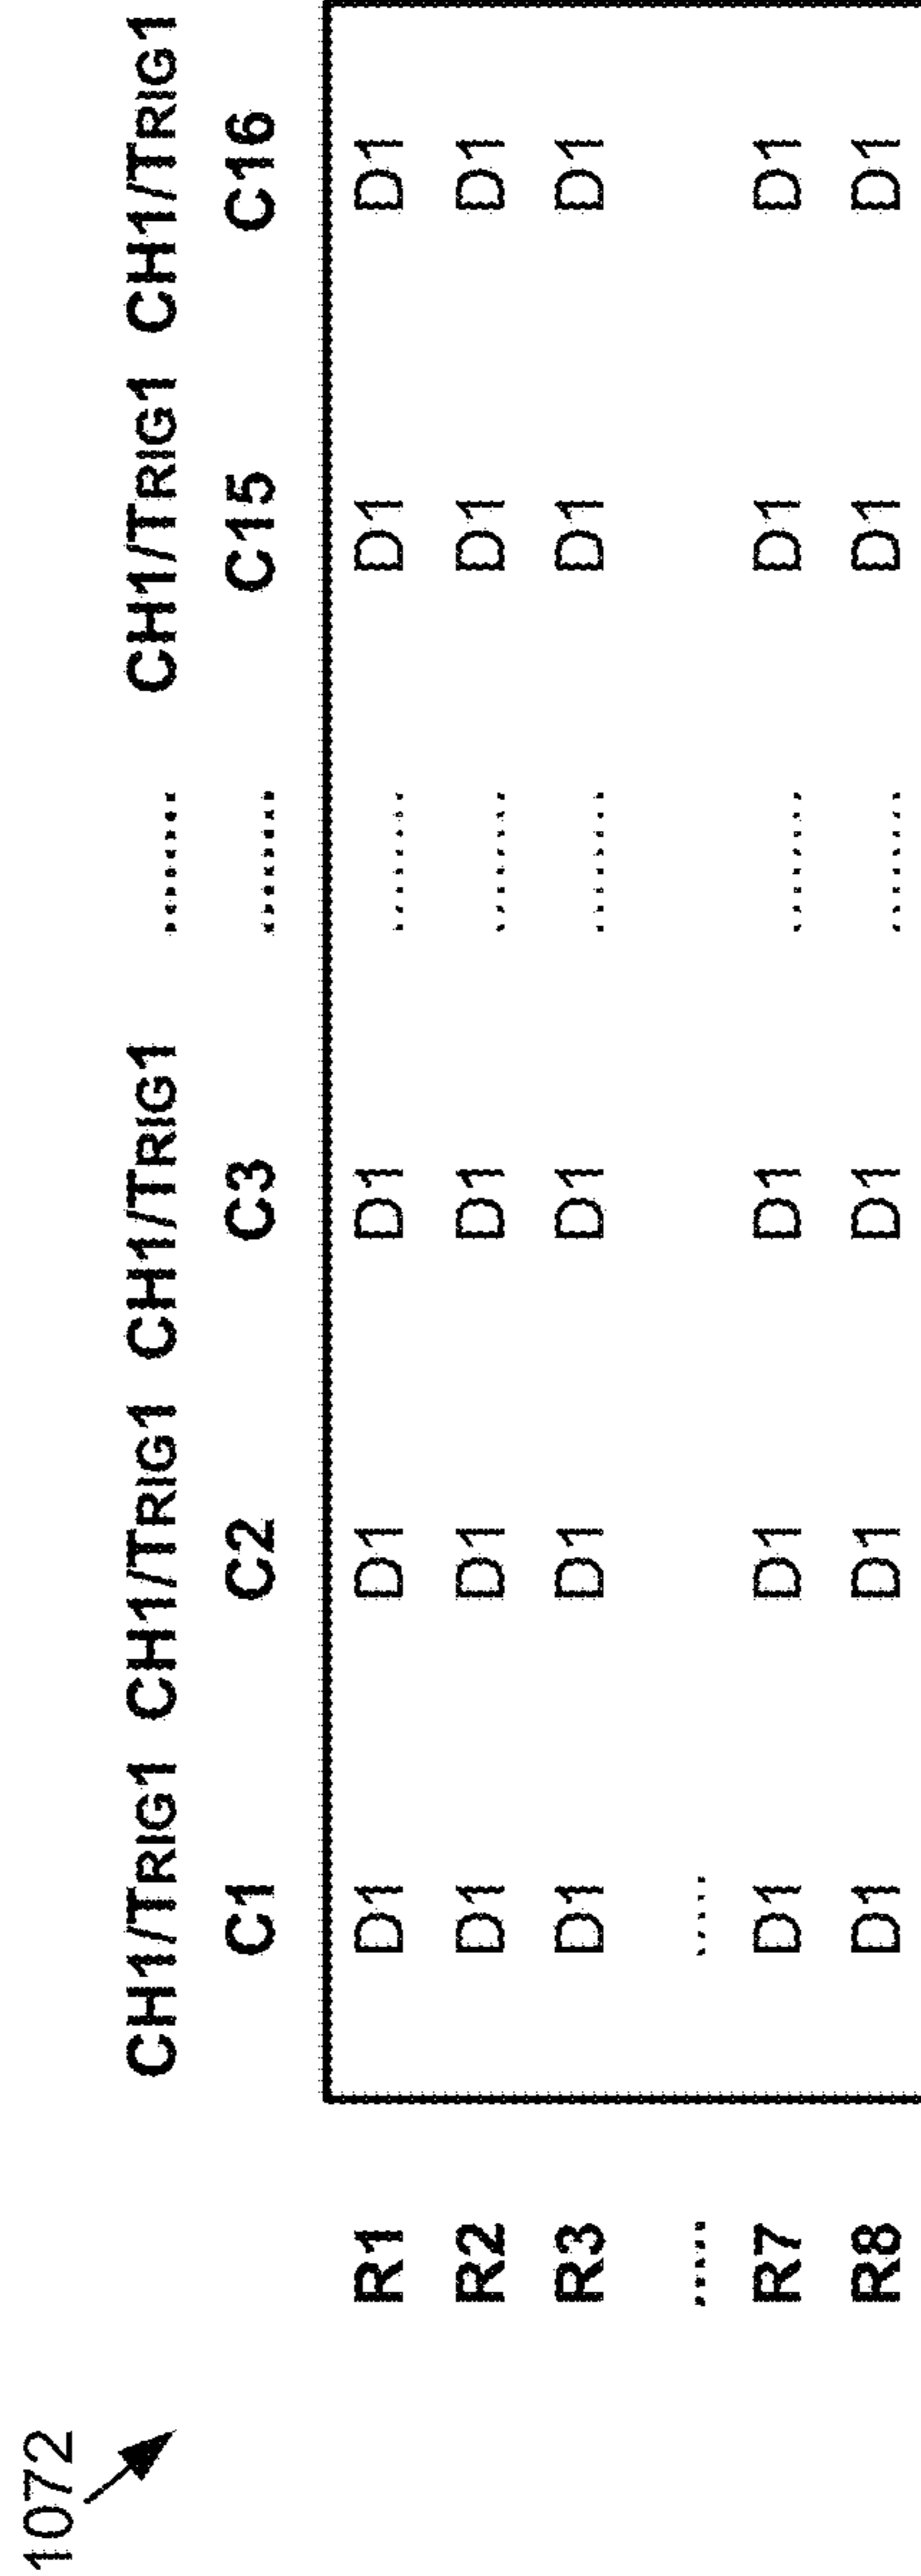 1072
CH1/TRIG1 CH1/TRIG1 CH1/TRIG1 ....... CH1/TRIG1 CH1/TRIG1
C1 C2 C3 ....... C15 C16
R1 D1 D1 D1 ....... D1 D1
R2 D1 D1 D1 ....... D1 D1
R3 D1 D1 D1 ....... D1 D1
..... .....
R7 D1 D1 D1 ....... D1 D1
R8 D1 D1 D1 ....... D1 D1